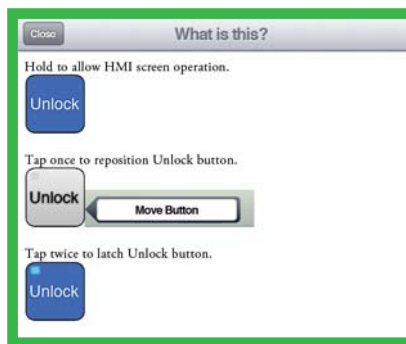 Close
What is this?
Hold to allow HMI screen operation.
Unlock
Tap once to reposition Unlock button.
Unlock
Move Button
Tap twice to latch Unlock button.
Unlock